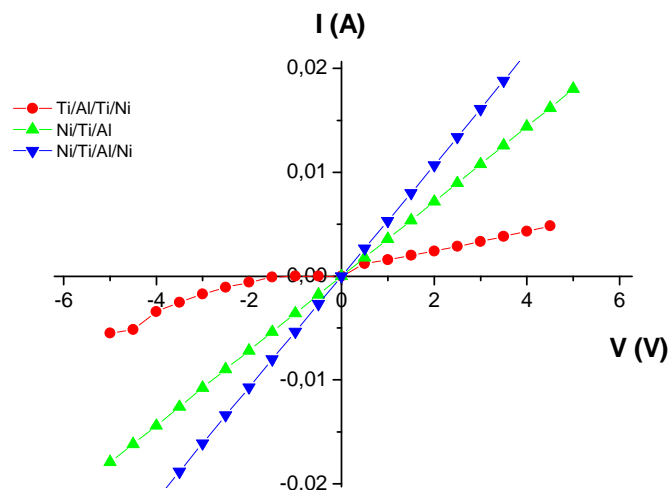 I (A)
0,02
Ti/Al/Ti/Ni
Ni/Ti/Al
Ni/Ti/Al/Ni
0,01
0,00
-6 -4 -2 0 2 4 6
V (V)
-0,01
-0,02